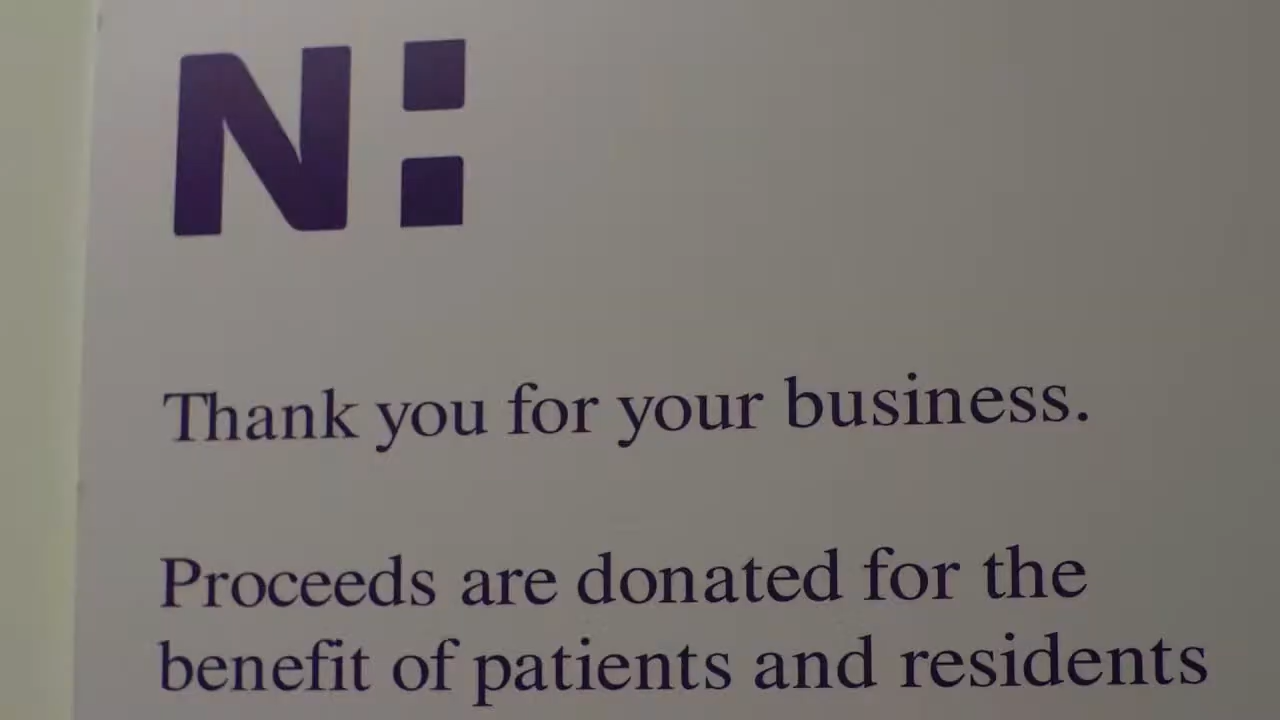 N:
Thank you for your business.
Proceeds are donated for the
benefit of patients and residents